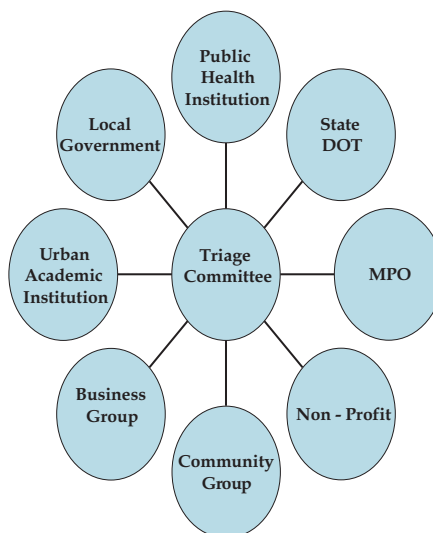 Public
Health
Institution
Local
Government
State
DOT
Urban
Academic
Institution
Triage
Committee
MPO
Business
Group
Non - Profit
Community
Group